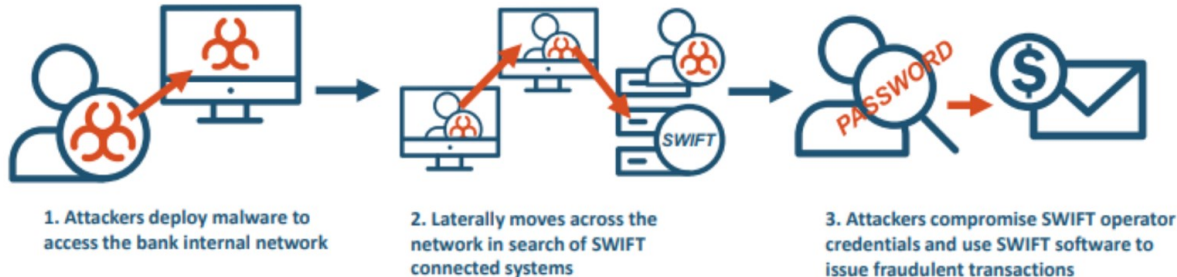 SWIFT
PASSWORD
$
1. Attackers deploy malware to
access the bank internal network
2. Laterally moves across the
network in search of SWIFT
connected systems
3. Attackers compromise SWIFT operator
credentials and use SWIFT software to
issue fraudulent transactions